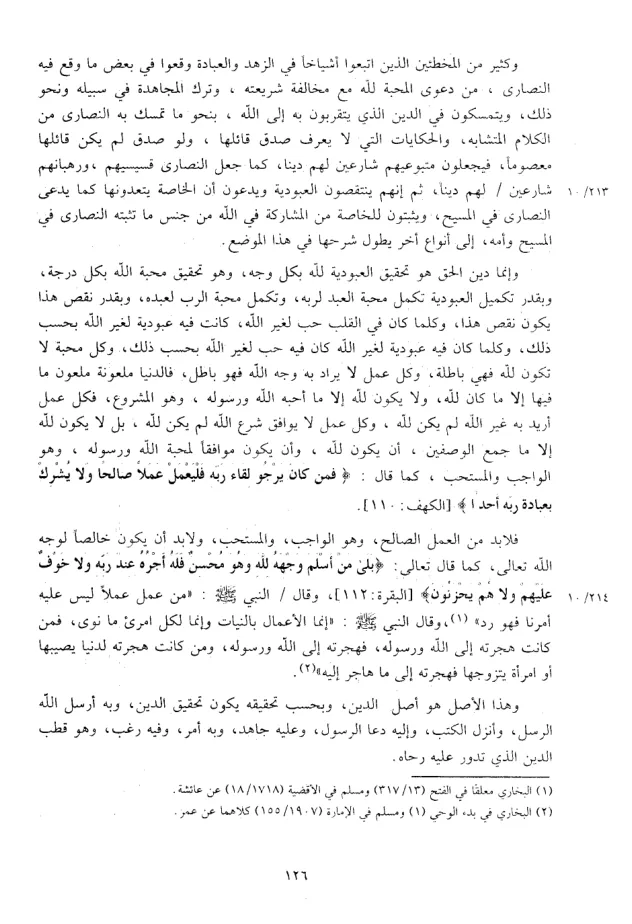 وكثير من المخطئين الذين اتبعوا أشياخاً في الزهد والعبادة وقعوا في بعض ما وقع فيه
النصارى ، من دعوى المحبة لله مع مخالفة شريعته ، وترك المجاهدة في سبيله ونحو
ذلك، ويتمسكون في الدين الذي يتقربون به إلى الله ، بنحو ما تمسك به النصارى من
الكلام المتشابه، والحكايات التي لا يعرف صدق قائلها ، ولو صدق لم يكن قائلها
معصوماً، فيجعلون متبوعيهم شارعين لهم دينا، كما جعل النصارى قسيسيهم ،ورهبانهم
١٠/٢١٣ شارعين / لهم ديناً، ثم إنهم ينتقصون العبودية ويدعون أن الخاصة يتعدونها كما يدعى
النصارى في المسيح، ويثبتون للخاصة من المشاركة في الله من جنس ما تثبته النصارى في
المسيح وأمه، إلى أنواع أخر يطول شرحها في هذا الموضع.
وإنما دين الحق هو تحقيق العبودية لله بكل وجه، وهو تحقيق محبة الله بكل درجة،
وبقدر تكميل العبودية تكمل محبة العبد لربه، وتكمل محبة الرب لعبده، وبقدر نقص هذا
يكون نقص هذا، وكلما كان في القلب حب لغير الله، كانت فيه عبودية لغير الله بحسب
ذلك، وكلما كان فيه عبودية لغير الله كان فيه حب لغير الله بحسب ذلك، وكل محبة لا
تكون لله فهي باطلة، وكل عمل لا يراد به وجه الله فهو باطل، فالدنيا ملعونة ملعون ما
فيها إلا ما كان لله، ولا يكون لله إلا ما أحبه الله ورسوله ، وهو المشروع، فكل عمل
أريد به غير الله لم يكن لله ، وكل عمل لا يوافق شرع الله لم يكن لله ، بل لا يكون لله
إلا ما جمع الوصفين ، أن يكون لله ، وأن يكون موافقاً لمحبة الله ورسوله ، وهو
الواجب والمستحب ، كما قال : ﴿ فمن كان يرْجُو لقاء ربه فلْيَعْملْ عملاً صالحا ولا يُشْركْ
بعبادة ربه أحدا ﴾ [الكهف: ١١٠].
فلابد من العمل الصالح، وهو الواجب، والمستحب، ولابد أن يكون خالصاً لوجه
الله تعالى، كما قال تعالى: ﴿بلىٰ من أسْلم وجْههُ لله وهُو مُحْسنٌ فلهُ أجْرُهُ عند ربه ولا خوْفٌ
١٠/٢١٤ عليْهمْ ولا هُمْ يحْزنُون﴾ [البقرة:١١٢]، وقال / النبي ﷺ : «من عمل عملاً ليس عليه
أمرنا فهو رد» (١)،وقال النبي ﷺ : «إنما الأعمال بالنيات وإنما لكل امرئ ما نوى، فمن
كانت هجرته إلى الله ورسوله، فهجرته إلى الله ورسوله، ومن كانت هجرته لدنيا يصيبها
أو امرأة يتزوجها فهجرته إلى ما هاجر إليه»(٢).
وهذا الأصل هو أصل الدين، وبحسب تحقيقه يكون تحقيق الدين، وبه أرسل الله
الرسل، وأنزل الكتب، وإليه دعا الرسول، وعليه جاهد، وبه أمر، وفيه رغب، وهو قطب
الدين الذي تدور عليه رحاه.
(١) البخاري معلقًا في الفتح (٣١٧/١٣) ومسلم في الأقضية (١٨/١٧١٨) عن عائشة.
(٢) البخاري في بدء الوحي (١) ومسلم في الإمارة (١٥٥/١٩٠٧) كلاهما عن عمر.
١٢٦